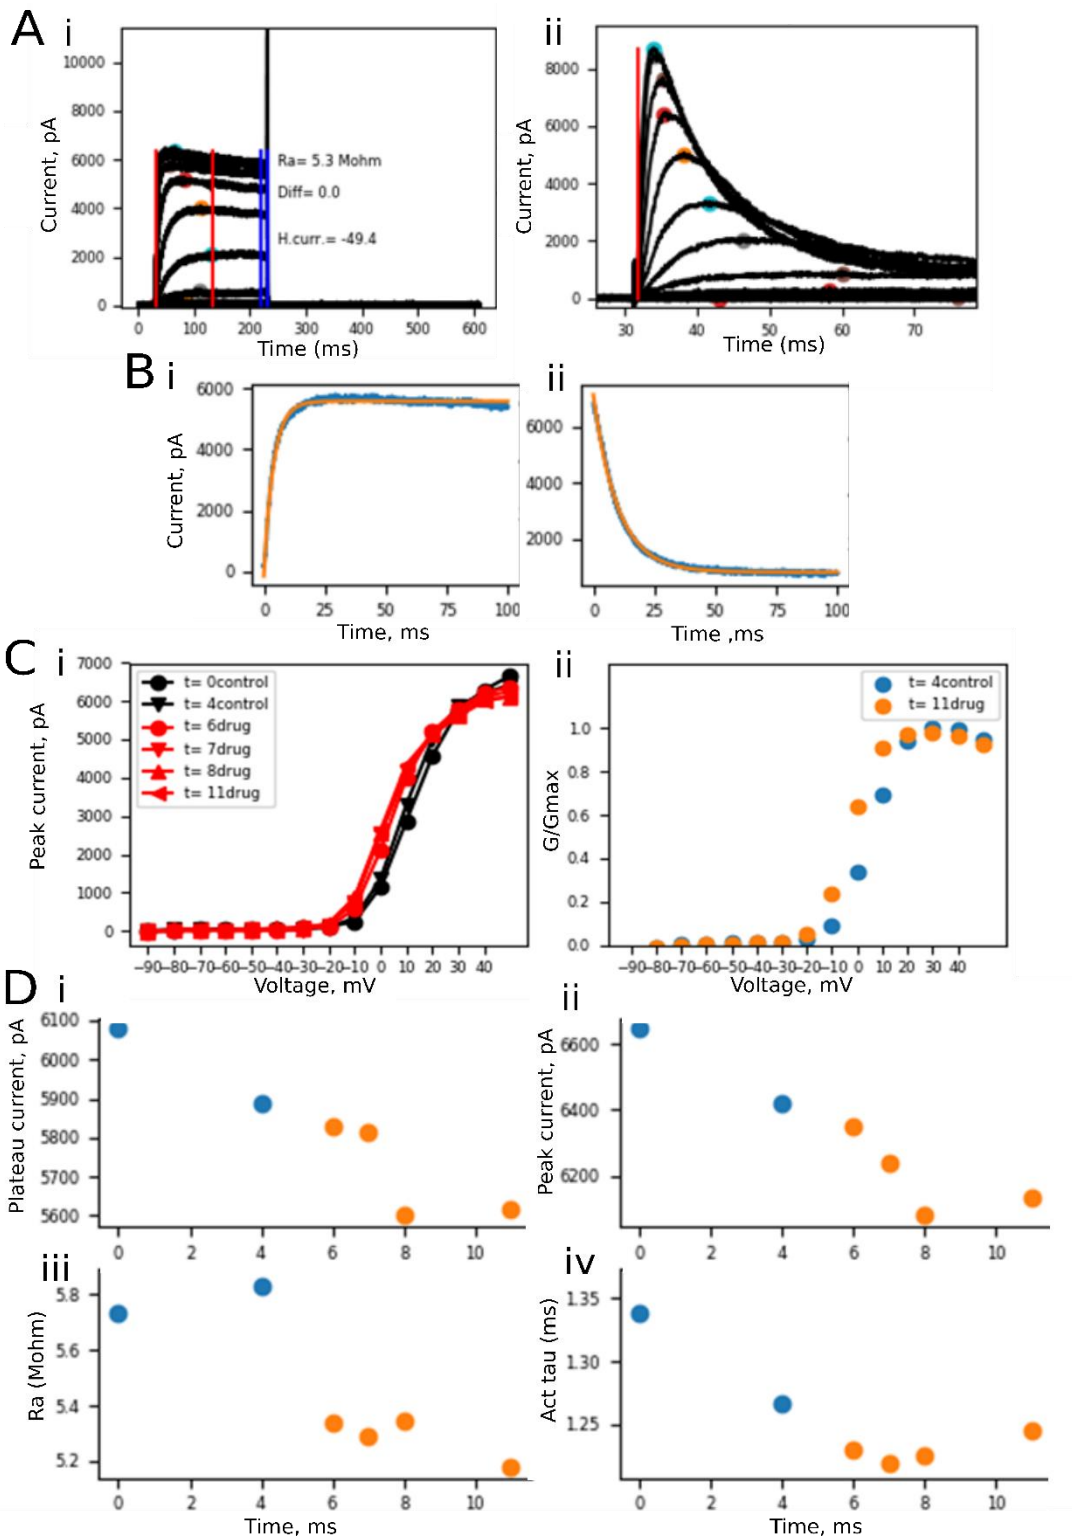 A i
ii
Current, pA
10000
8000
6000
4000
2000
0
Ra= 5.3 Mohm
Diff= 0.0
H.curr.= -49.4
0 100 200 300 400 500 600
Time (ms)
Current, pA
8000
6000
4000
2000
0
30 40 50 60 70
Time (ms)
B i
ii
Current, pA
6000
4000
2000
0
0 25 50 75 100
Time, ms
6000
4000
2000
0 25 50 75 100
Time ,ms
C i
ii
Peak current, pA
7000
6000
5000
4000
3000
2000
1000
0
t= 0control
t= 4control
t= 6drug
t= 7drug
t= 8drug
t= 11drug
−90−80−70−60−50−40−30−20−10 0 10 20 30 40
Voltage, mV
G/Gmax
1.0
0.8
0.6
0.4
0.2
0.0
t= 4control
t= 11drug
−90−80−70−60−50−40−30−20−10 0 10 20 30 40
Voltage, mV
D i
ii
Plateau current, pA
6100
6000
5900
5800
5700
5600
0 2 4 6 8 10
Peak current, pA
6600
6400
6200
0 2 4 6 8 10
iii
iv
Ra (Mohm)
5.8
5.6
5.4
5.2
0 2 4 6 8 10
Time, ms
Act tau (ms)
1.35
1.30
1.25
0 2 4 6 8 10
Time, ms